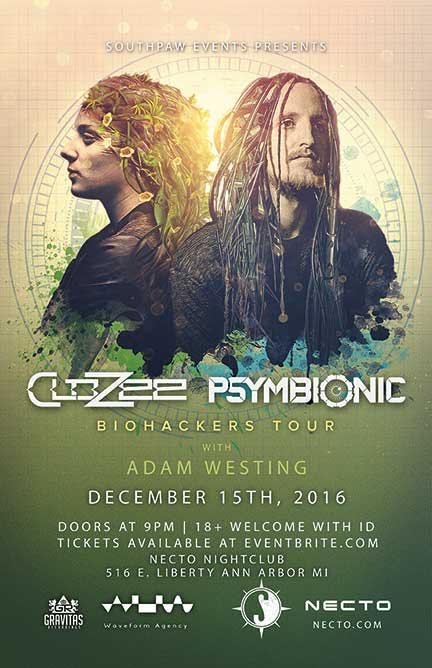 SOUTHPAW EVENTS PRESENTS
CLOZEE PSYMBIONIC
BIOHACKERS TOUR
WITH
ADAM WESTING
DECEMBER 15TH, 2016
DOORS AT 9PM | 18+ WELCOME WITH ID
TICKETS AVAILABLE AT EVENTBRITE.COM
NECTO NIGHTCLUB
516 E. LIBERTY ANN ARBOR MI
GR
GRAVITAS
RECORDINGS
Waveform Agency
S
NECTO
NECTO.COM